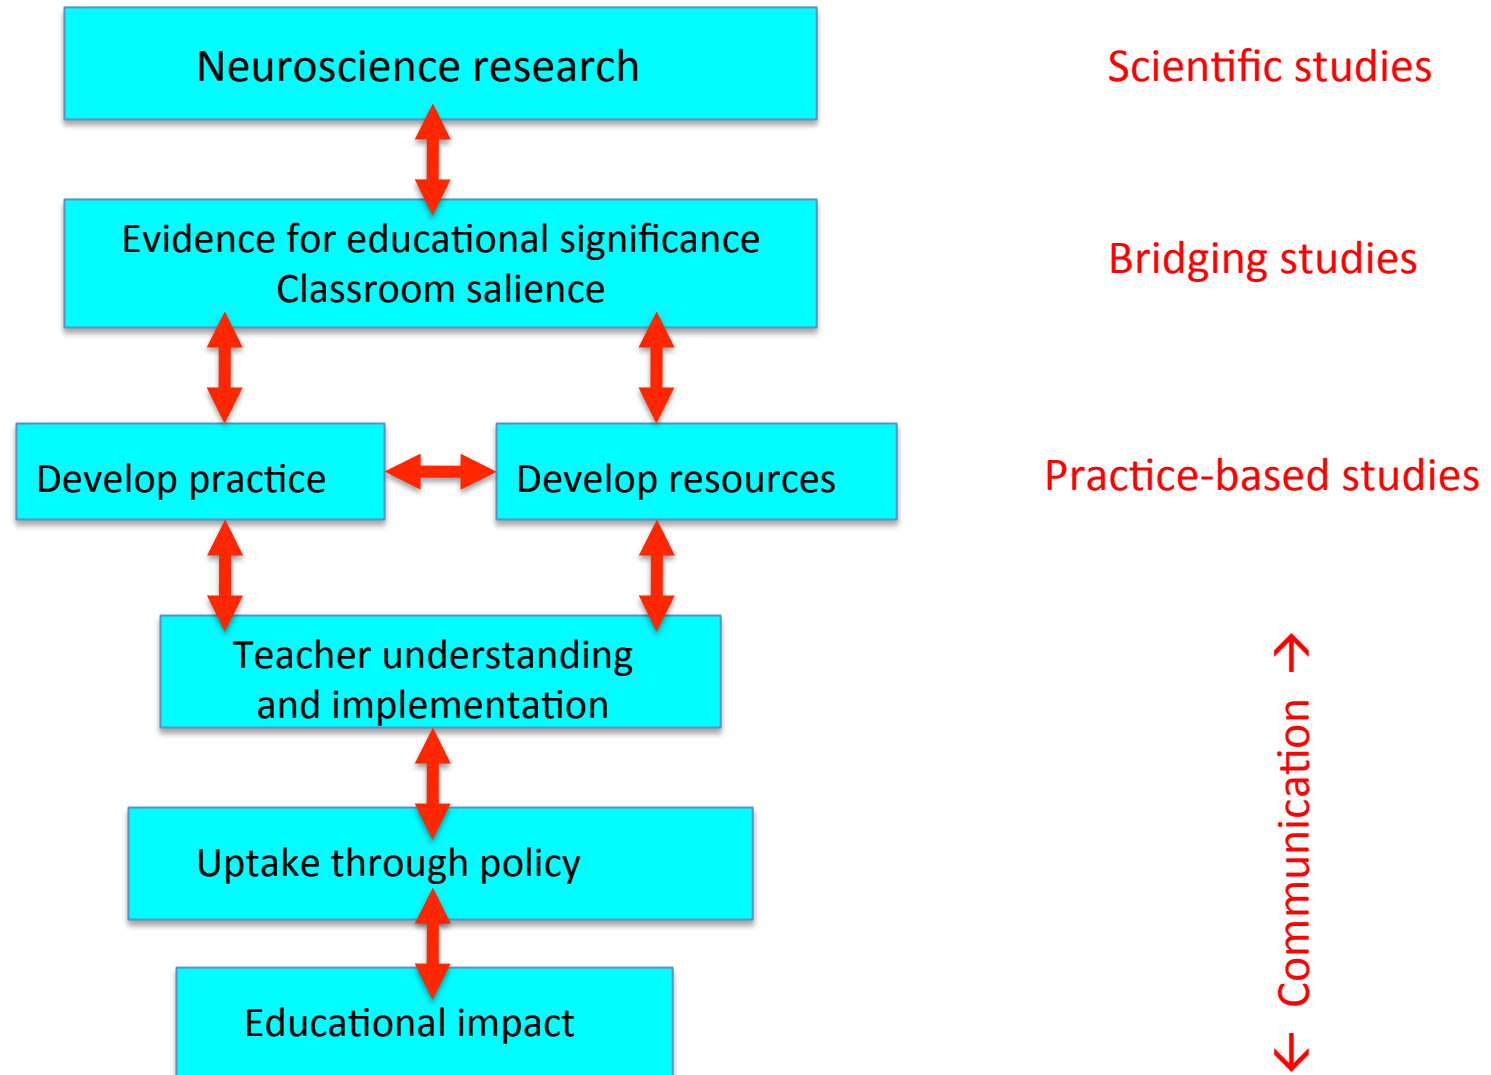 Neuroscience research
Scientific studies
Evidence for educational significance
Classroom salience
Bridging studies
Develop practice
Develop resources
Practice-based studies
Teacher understanding
and implementation
← Communication →
Uptake through policy
Educational impact